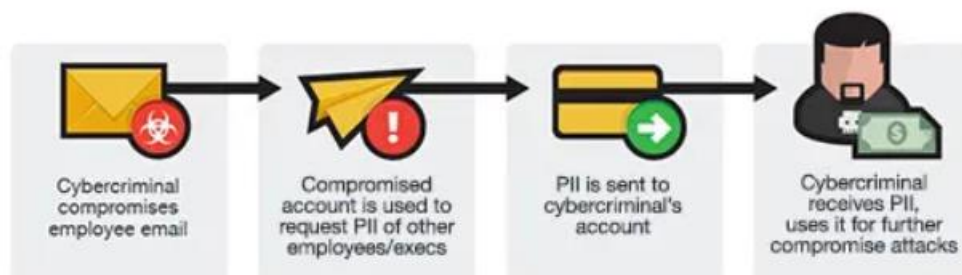 Cybercriminal
compromises
employee email
Compromised
account is used to
request PII of other
employees/execs
PII is sent to
cybercriminal's
account
Cybercriminal
receives PII,
uses it for further
compromise attacks